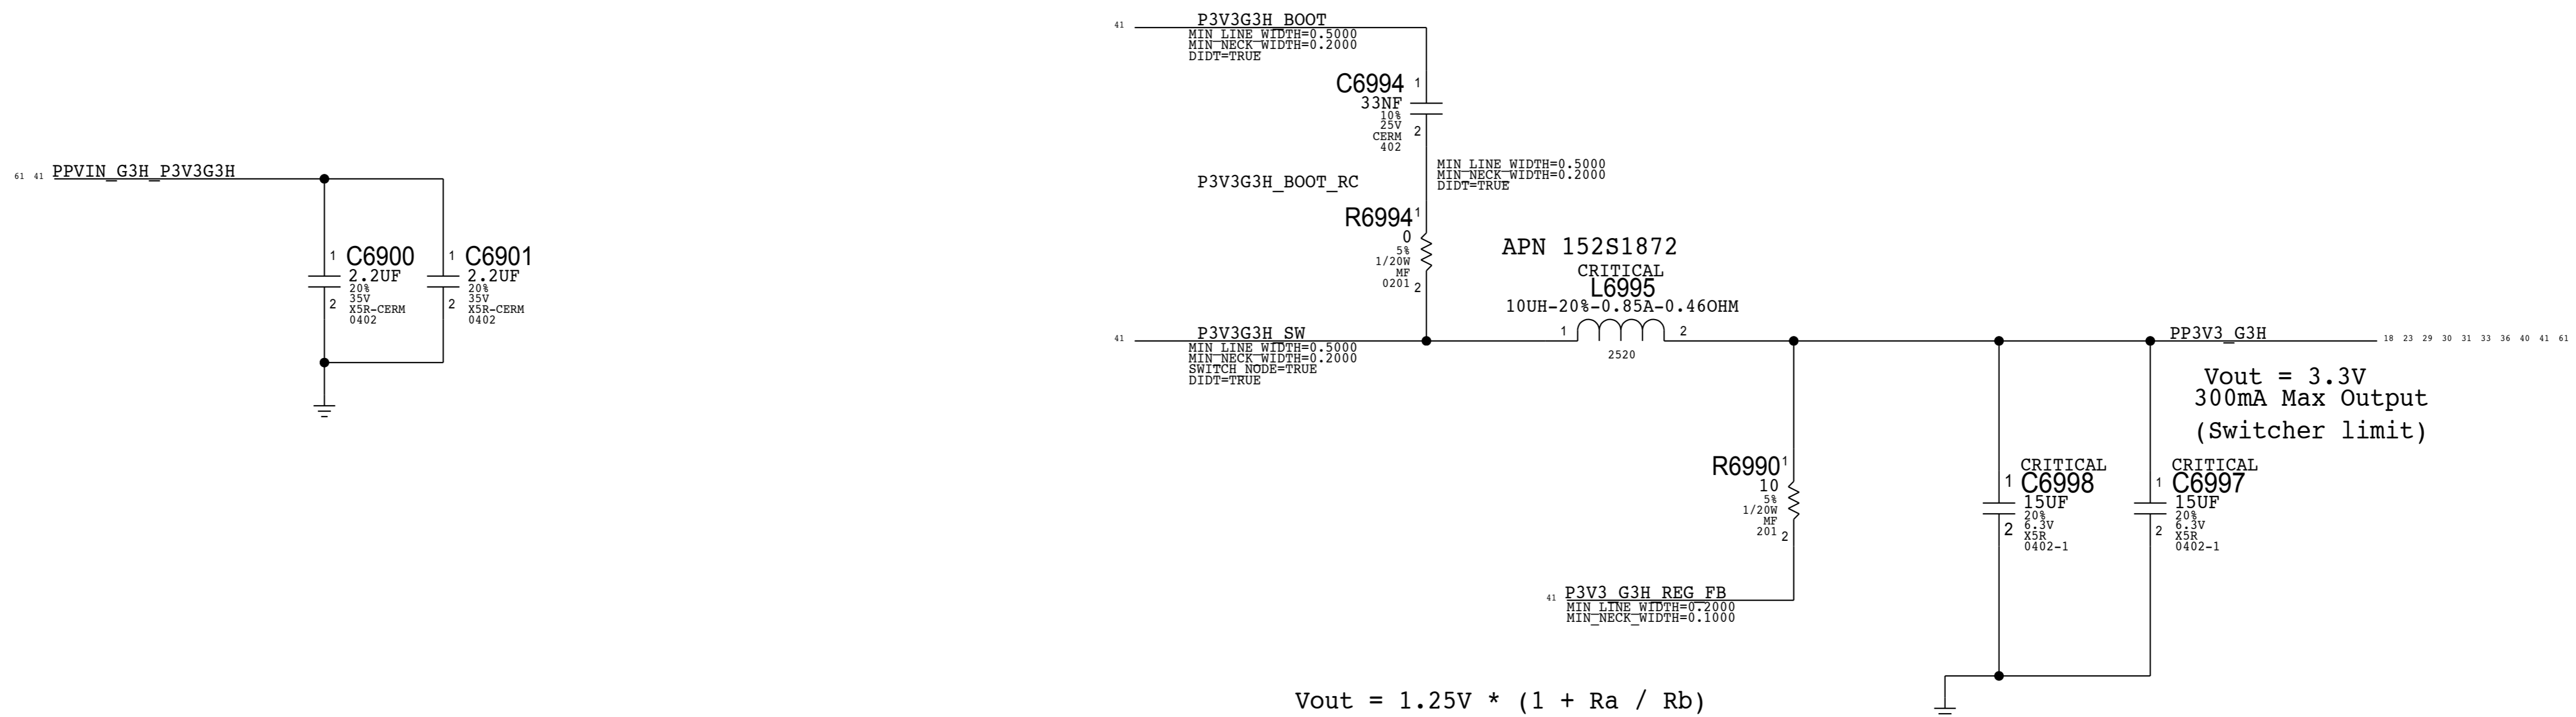 61 41 PPVIN_G3H_P3V3G3H
1
C6900
2.2UF
20%
35V
X5R-CERM
0402
2
1
C6901
2.2UF
20%
35V
X5R-CERM
0402
2
41 P3V3G3H_BOOT
MIN_LINE_WIDTH=0.5000
MIN_NECK_WIDTH=0.2000
DIDT=TRUE
C6994 1
33NF
10%
25V
CERM
402
2
MIN_LINE_WIDTH=0.5000
MIN_NECK_WIDTH=0.2000
DIDT=TRUE
P3V3G3H_BOOT_RC
R6994 1
0
5%
1/20W
MF
0201
2
APN 152S1872
CRITICAL
L6995
10UH-20%-0.85A-0.46OHM
1 2
2520
41 P3V3G3H_SW
MIN_LINE_WIDTH=0.5000
MIN_NECK_WIDTH=0.2000
SWITCH_NODE=TRUE
DIDT=TRUE
PP3V3_G3H 18 23 29 30 31 33 36 40 41 61
Vout = 3.3V
300mA Max Output
(Switcher limit)
R6990 1
10
5%
1/20W
MF
201
2
CRITICAL
1 C6998
15UF
20%
6.3V
X5R
0402-1
2
CRITICAL
1 C6997
15UF
20%
6.3V
X5R
0402-1
2
41 P3V3_G3H_REG_FB
MIN_LINE_WIDTH=0.2000
MIN_NECK_WIDTH=0.1000
Vout = 1.25V * (1 + Ra / Rb)